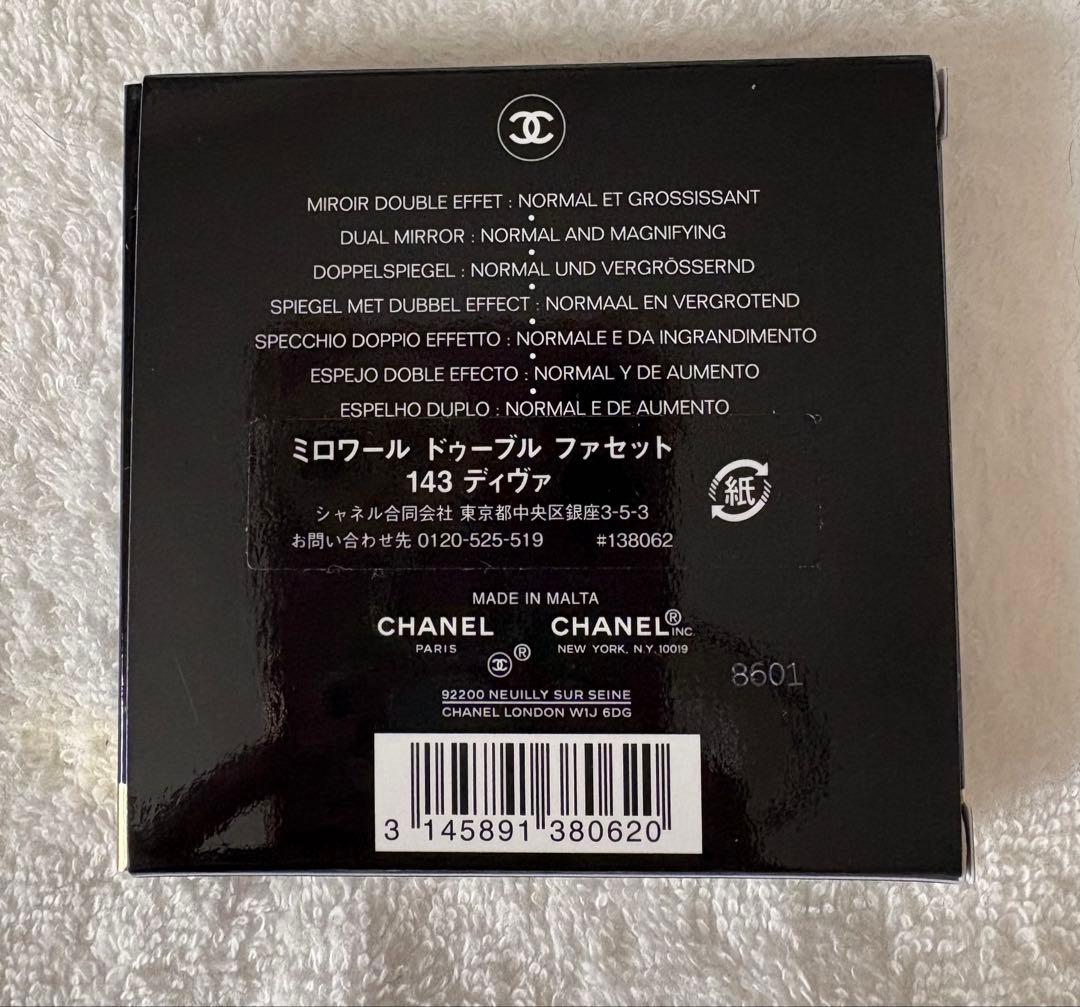 MIROIR DOUBLE EFFET : NORMAL ET GROSSISSANT
DUAL MIRROR : NORMAL AND MAGNIFYING
DOPPELSPIEGEL : NORMAL UND VERGRÖSSERND
SPIEGEL MET DUBBEL EFFECT : NORMAAL EN VERGROTEND
SPECCHIO DOPPIO EFFETTO : NORMALE E DA INGRANDIMENTO
ESPEJO DOBLE EFECTO : NORMAL Y DE AUMENTO
ESPELHO DUPLO : NORMAL E DE AUMENTO
ミロワール ドゥーブル ファセット
143 ディヴァ
紙
シャネル合同会社 東京都中央区銀座3-5-3
お問い合わせ先 0120-525-519 #138062
MADE IN MALTA
CHANEL CHANEL® INC.
PARIS NEW YORK, N.Y. 10019
®
8601
92200 NEUILLY SUR SEINE
CHANEL LONDON W1J 6DG
3 145891 380620